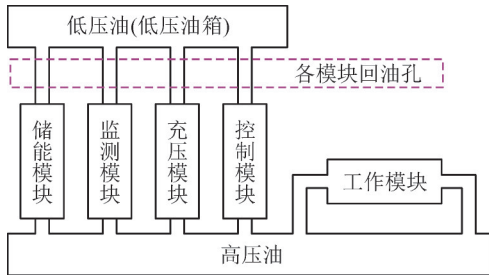 低压油(低压油箱)
各模块回油孔
储能模块
监测模块
充压模块
控制模块
工作模块
高压油